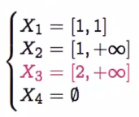 X₁ = [1, 1]
X₂ = [1, +∞]
X₃ = [2, +∞]
X₄ = ∅